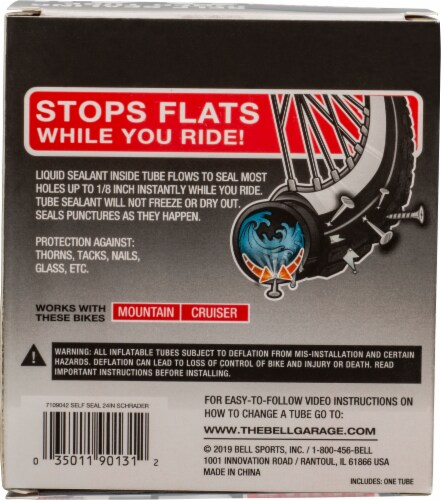 STOPS FLATS
WHILE YOU RIDE!
LIQUID SEALANT INSIDE TUBE FLOWS TO SEAL MOST
HOLES UP TO 1/8 INCH INSTANTLY WHILE YOU RIDE.
TUBE SEALANT WILL NOT FREEZE OR DRY OUT.
SEALS PUNCTURES AS THEY HAPPEN.
PROTECTION AGAINST:
THORNS, TACKS, NAILS,
GLASS, ETC.
WORKS WITH
THESE BIKES
MOUNTAIN
CRUISER
WARNING: ALL INFLATABLE TUBES SUBJECT TO DEFLATION FROM MIS-INSTALLATION AND CERTAIN
HAZARDS. DEFLATION CAN LEAD TO LOSS OF CONTROL OF BIKE AND INJURY OR DEATH. READ
IMPORTANT INSTRUCTIONS BEFORE INSTALLING.
7109042 SELF SEAL 24IN SCHRADER
0 35011 90131 2
FOR EASY-TO-FOLLOW VIDEO INSTRUCTIONS ON
HOW TO CHANGE A TUBE GO TO:
WWW.THEBELLGARAGE.COM
© 2019 BELL SPORTS, INC. / 1-800-456-BELL
1001 INNOVATION ROAD / RANTOUL, IL 61866 USA
MADE IN CHINA
INCLUDES: ONE TUBE